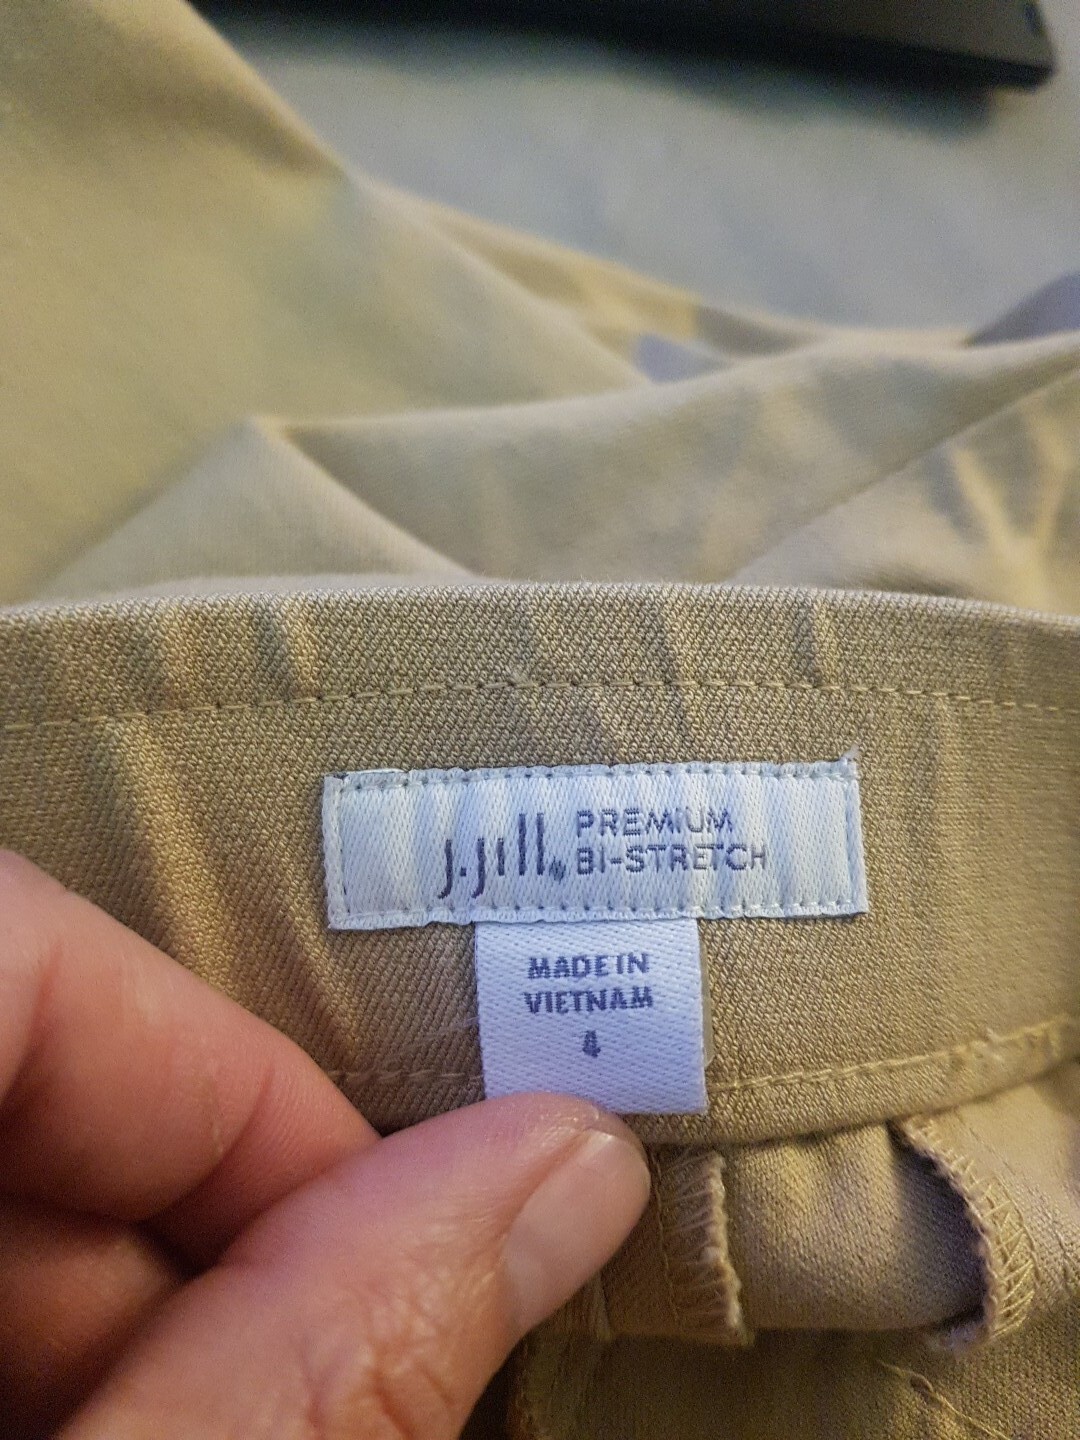 J.Jill. PREMIUM
BI-STRETCH
MADE IN
VIETNAM
4